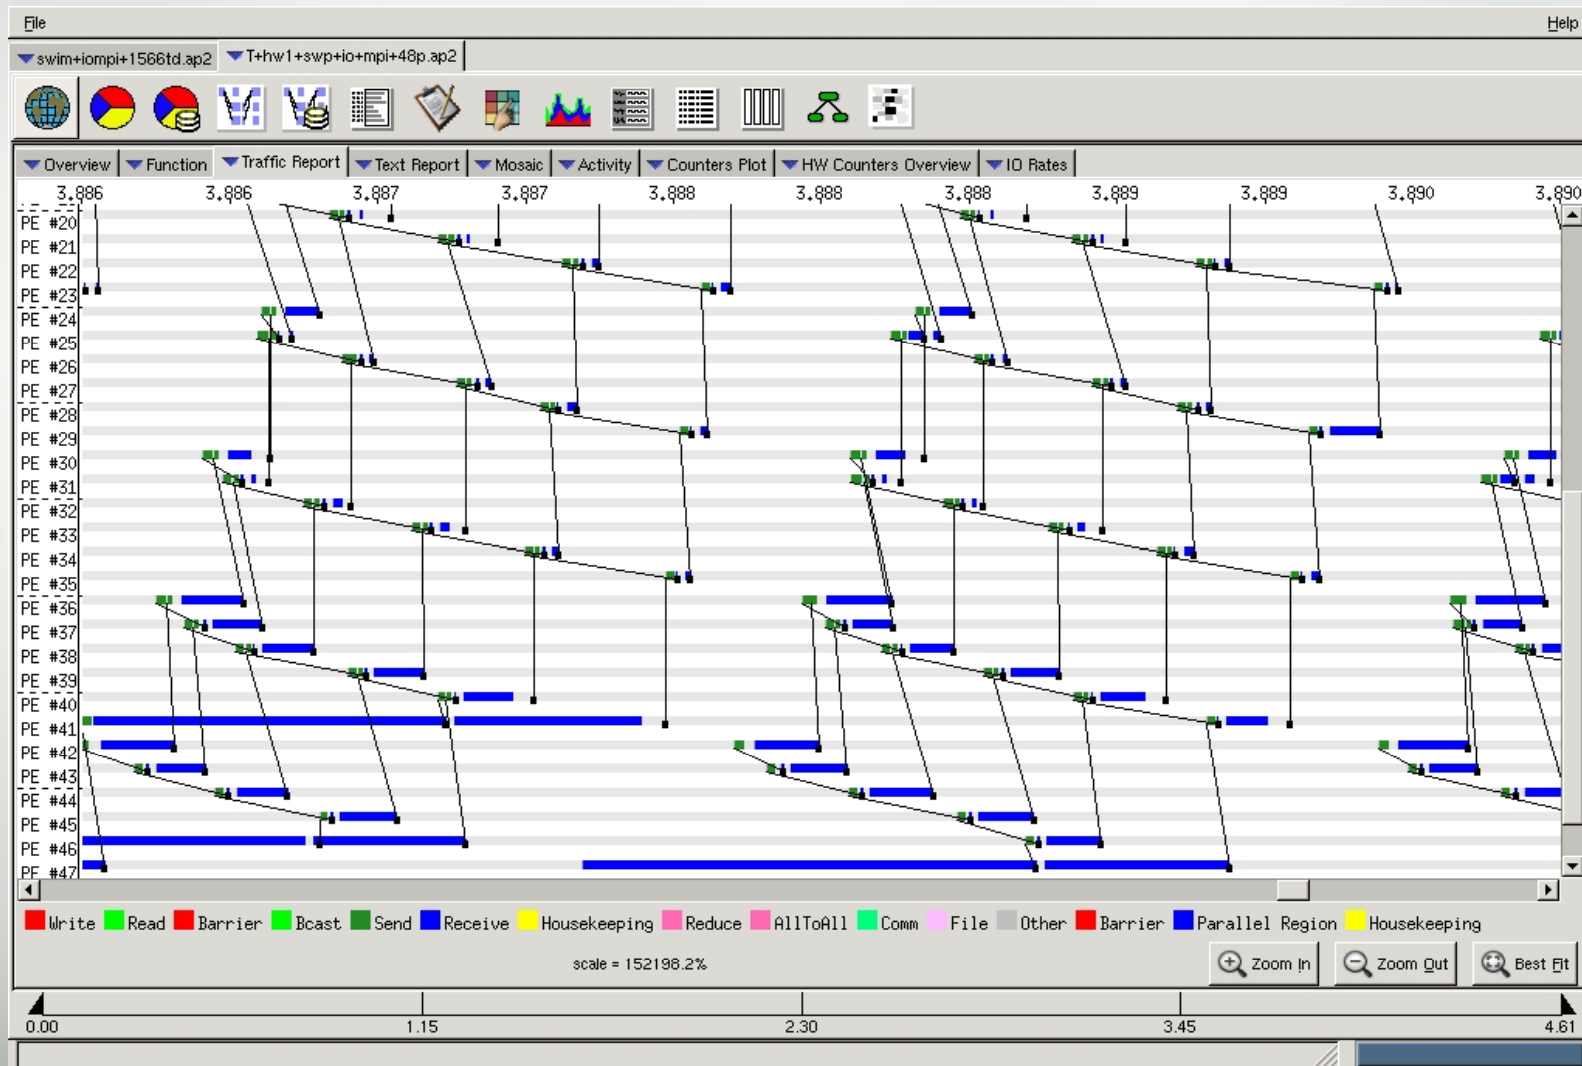 File Help
swim+iompi+1566td.ap2 T+hw1+swp+io+mpi+48p.ap2
Overview Function Traffic Report Text Report Mosaic Activity Counters Plot HW Counters Overview IO Rates
3.886 3.886 3.887 3.887 3.888 3.888 3.888 3.889 3.889 3.890 3.890
PE #20
PE #21
PE #22
PE #23
PE #24
PE #25
PE #26
PE #27
PE #28
PE #29
PE #30
PE #31
PE #32
PE #33
PE #34
PE #35
PE #36
PE #37
PE #38
PE #39
PE #40
PE #41
PE #42
PE #43
PE #44
PE #45
PE #46
PE #47
Write Read Barrier Bcast Send Receive Housekeeping Reduce AllToAll Comm File Other Barrier Parallel Region Housekeeping
scale = 152198.2% Zoom In Zoom Out Best Fit
0.00 1.15 2.30 3.45 4.61